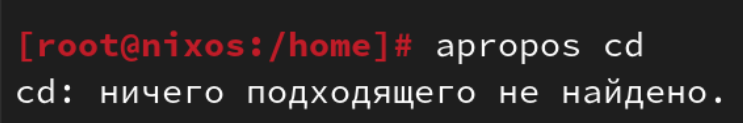 [root@nixos:/home]# apropos cd
cd: ничего подходящего не найдено.